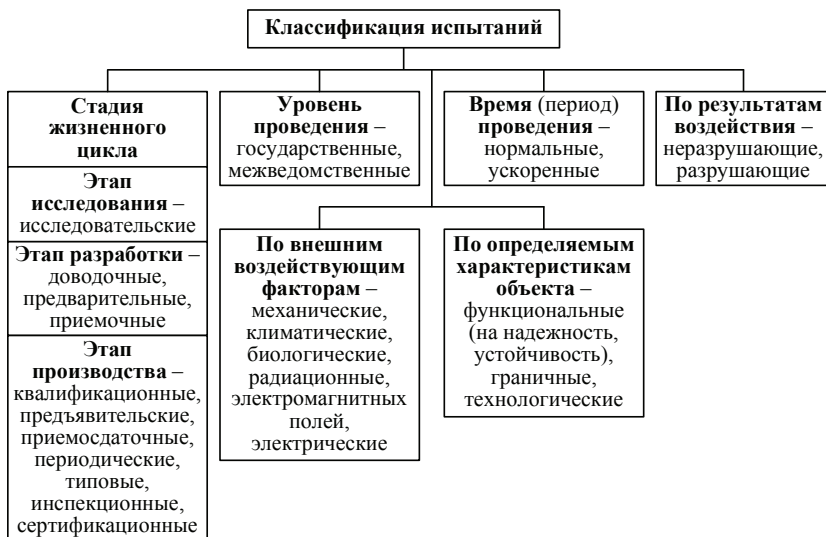 Классификация испытаний
Стадия
жизненного
цикла
Этап
исследования –
исследовательские
Этап разработки –
доводочные,
предварительные,
приемочные
Этап
производства –
квалификационные,
предъявительские,
приемосдаточные,
периодические,
типовые,
инспекционные,
сертификационные
Уровень
проведения –
государственные,
межведомственные
Время (период)
проведения –
нормальные,
ускоренные
По результатам
воздействия –
неразрушающие,
разрушающие
По внешним
воздействующим
факторам –
механические,
климатические,
биологические,
радиационные,
электромагнитных
полей,
электрические
По определяемым
характеристикам
объекта –
функциональные
(на надежность,
устойчивость),
граничные,
технологические